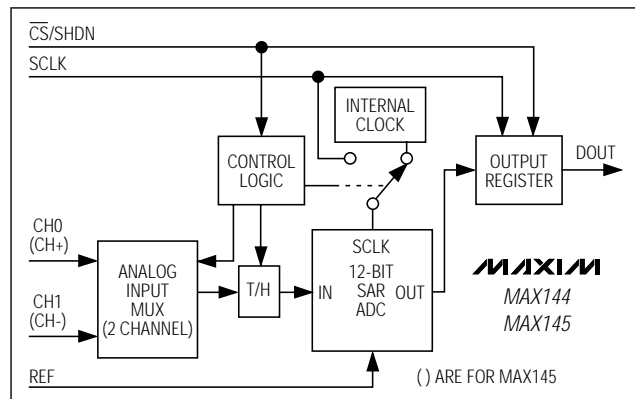 C̅S̅/SHDN
SCLK
INTERNAL
CLOCK
CONTROL
LOGIC
OUTPUT
REGISTER
DOUT
CH0
(CH+)
CH1
(CH-)
ANALOG
INPUT
MUX
(2 CHANNEL)
T/H
SCLK
12-BIT
IN SAR OUT
ADC
MAXIM
MAX144
MAX145
REF
( ) ARE FOR MAX145